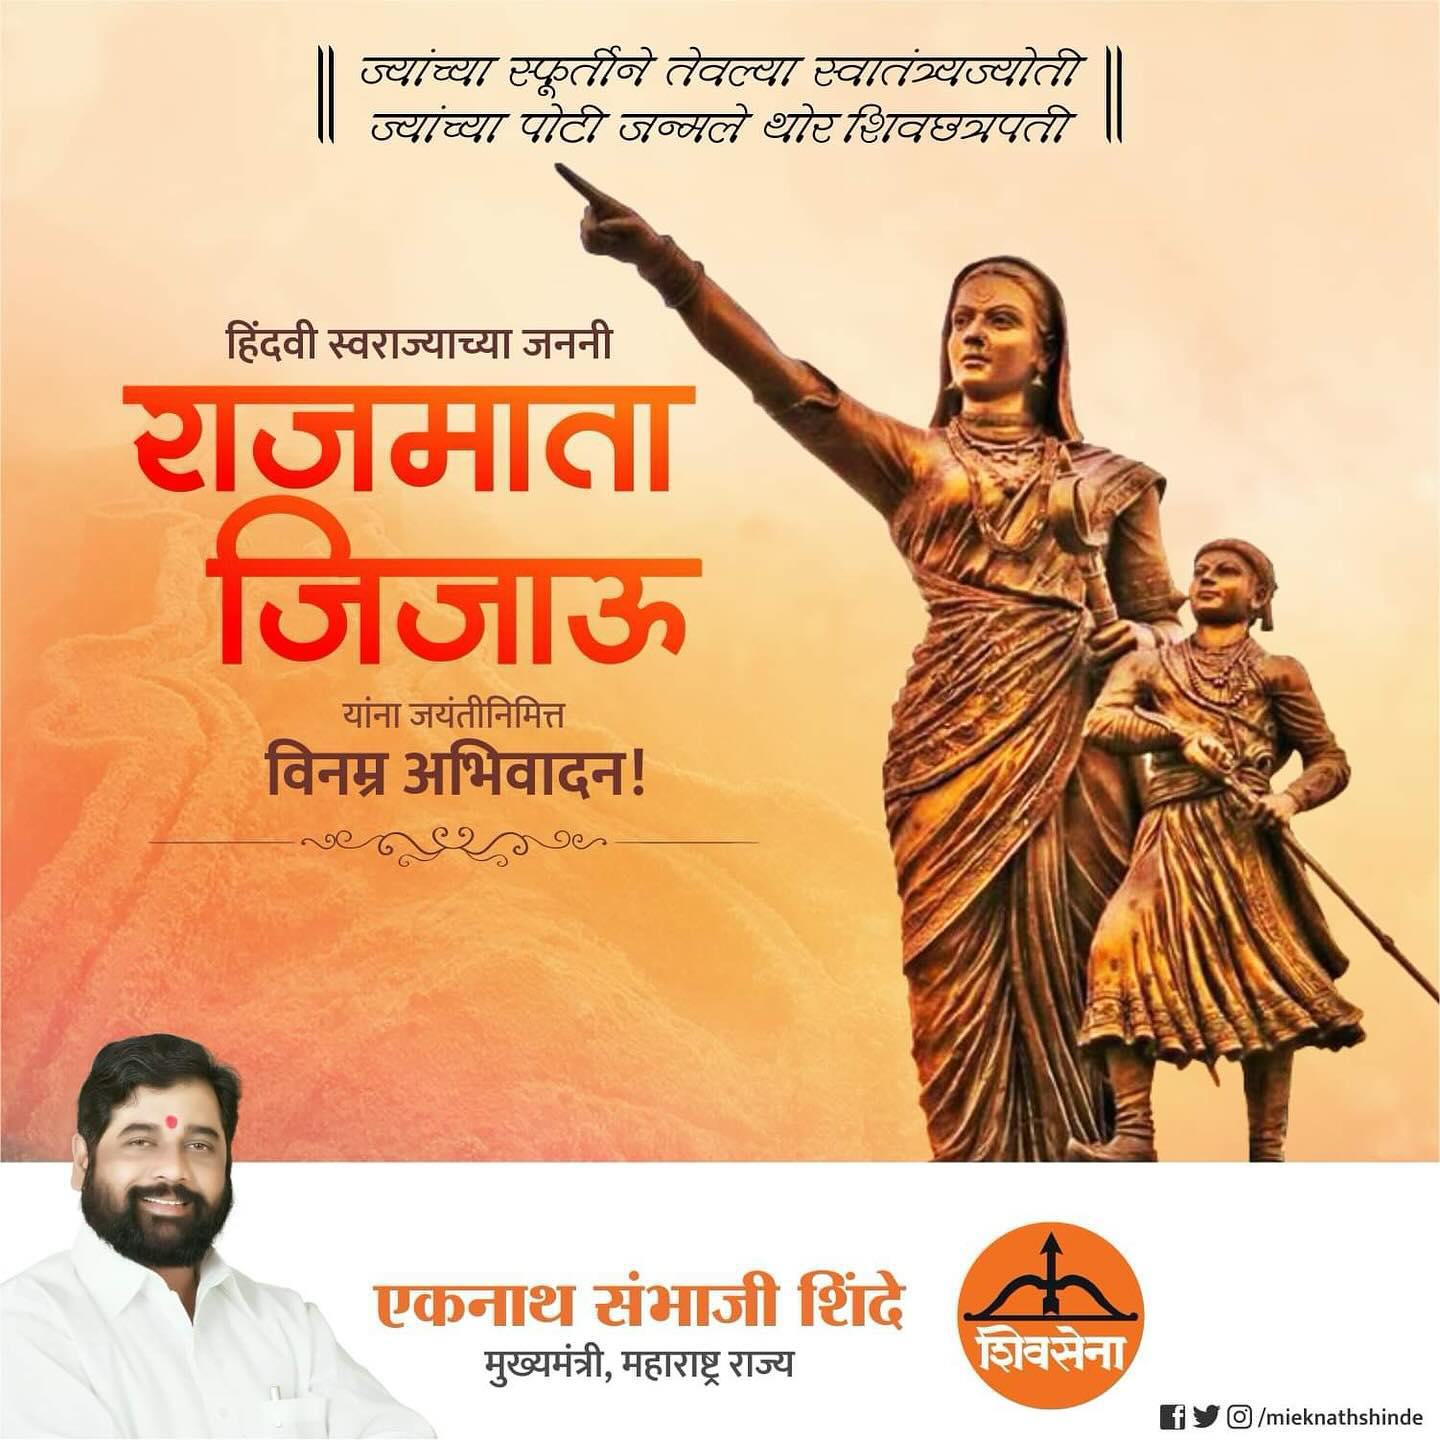 ॥ ज्यांच्या स्फूर्तीने तेवल्या स्वातंत्र्यज्योती
ज्यांच्या पोटी जन्मले थोर शिवछत्रपती ॥
हिंदवी स्वराज्याच्या जननी
राजमाता
जिजाऊ
यांना जयंतीनिमित्त
विनम्र अभिवादन!
एकनाथ संभाजी शिंदे
मुख्यमंत्री, महाराष्ट्र राज्य
शिवसेना
/mieknathshinde